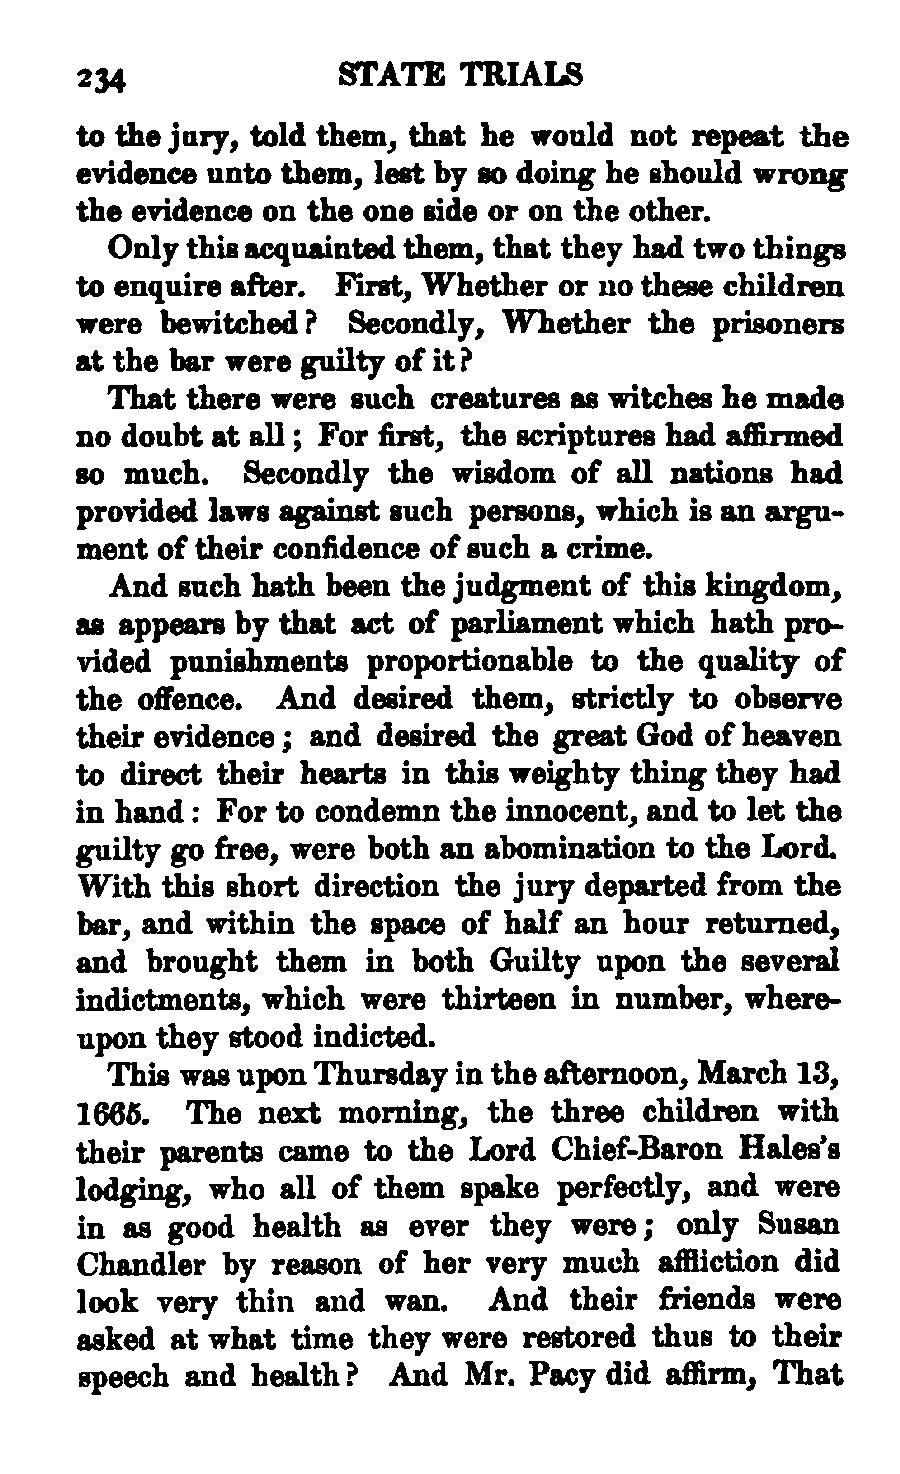 234 STATE TRIALS
to the jury, told them, that he would not repeat the
evidence unto them, lest by so doing he should wrong
the evidence on the one side or on the other.
Only this acquainted them, that they had two things
to enquire after. First, Whether or no these children
were bewitched? Secondly, Whether the prisoners
at the bar were guilty of it?
That there were such creatures as witches he made
no doubt at all; For first, the scriptures had affirmed
so much. Secondly the wisdom of all nations had
provided laws against such persons, which is an argu-
ment of their confidence of such a crime.
And such hath been the judgment of this kingdom,
as appears by that act of parliament which hath pro-
vided punishments proportionable to the quality of
the offence. And desired them, strictly to observe
their evidence; and desired the great God of heaven
to direct their hearts in this weighty thing they had
in hand: For to condemn the innocent, and to let the
guilty go free, were both an abomination to the Lord.
With this short direction the jury departed from the
bar, and within the space of half an hour returned,
and brought them in both Guilty upon the several
indictments, which were thirteen in number, where-
upon they stood indicted.
This was upon Thursday in the afternoon, March 13,
1665. The next morning, the three children with
their parents came to the Lord Chief-Baron Hales's
lodging, who all of them spake perfectly, and were
in as good health as ever they were; only Susan
Chandler by reason of her very much affliction did
look very thin and wan. And their friends were
asked at what time they were restored thus to their
speech and health? And Mr. Pacy did affirm, That